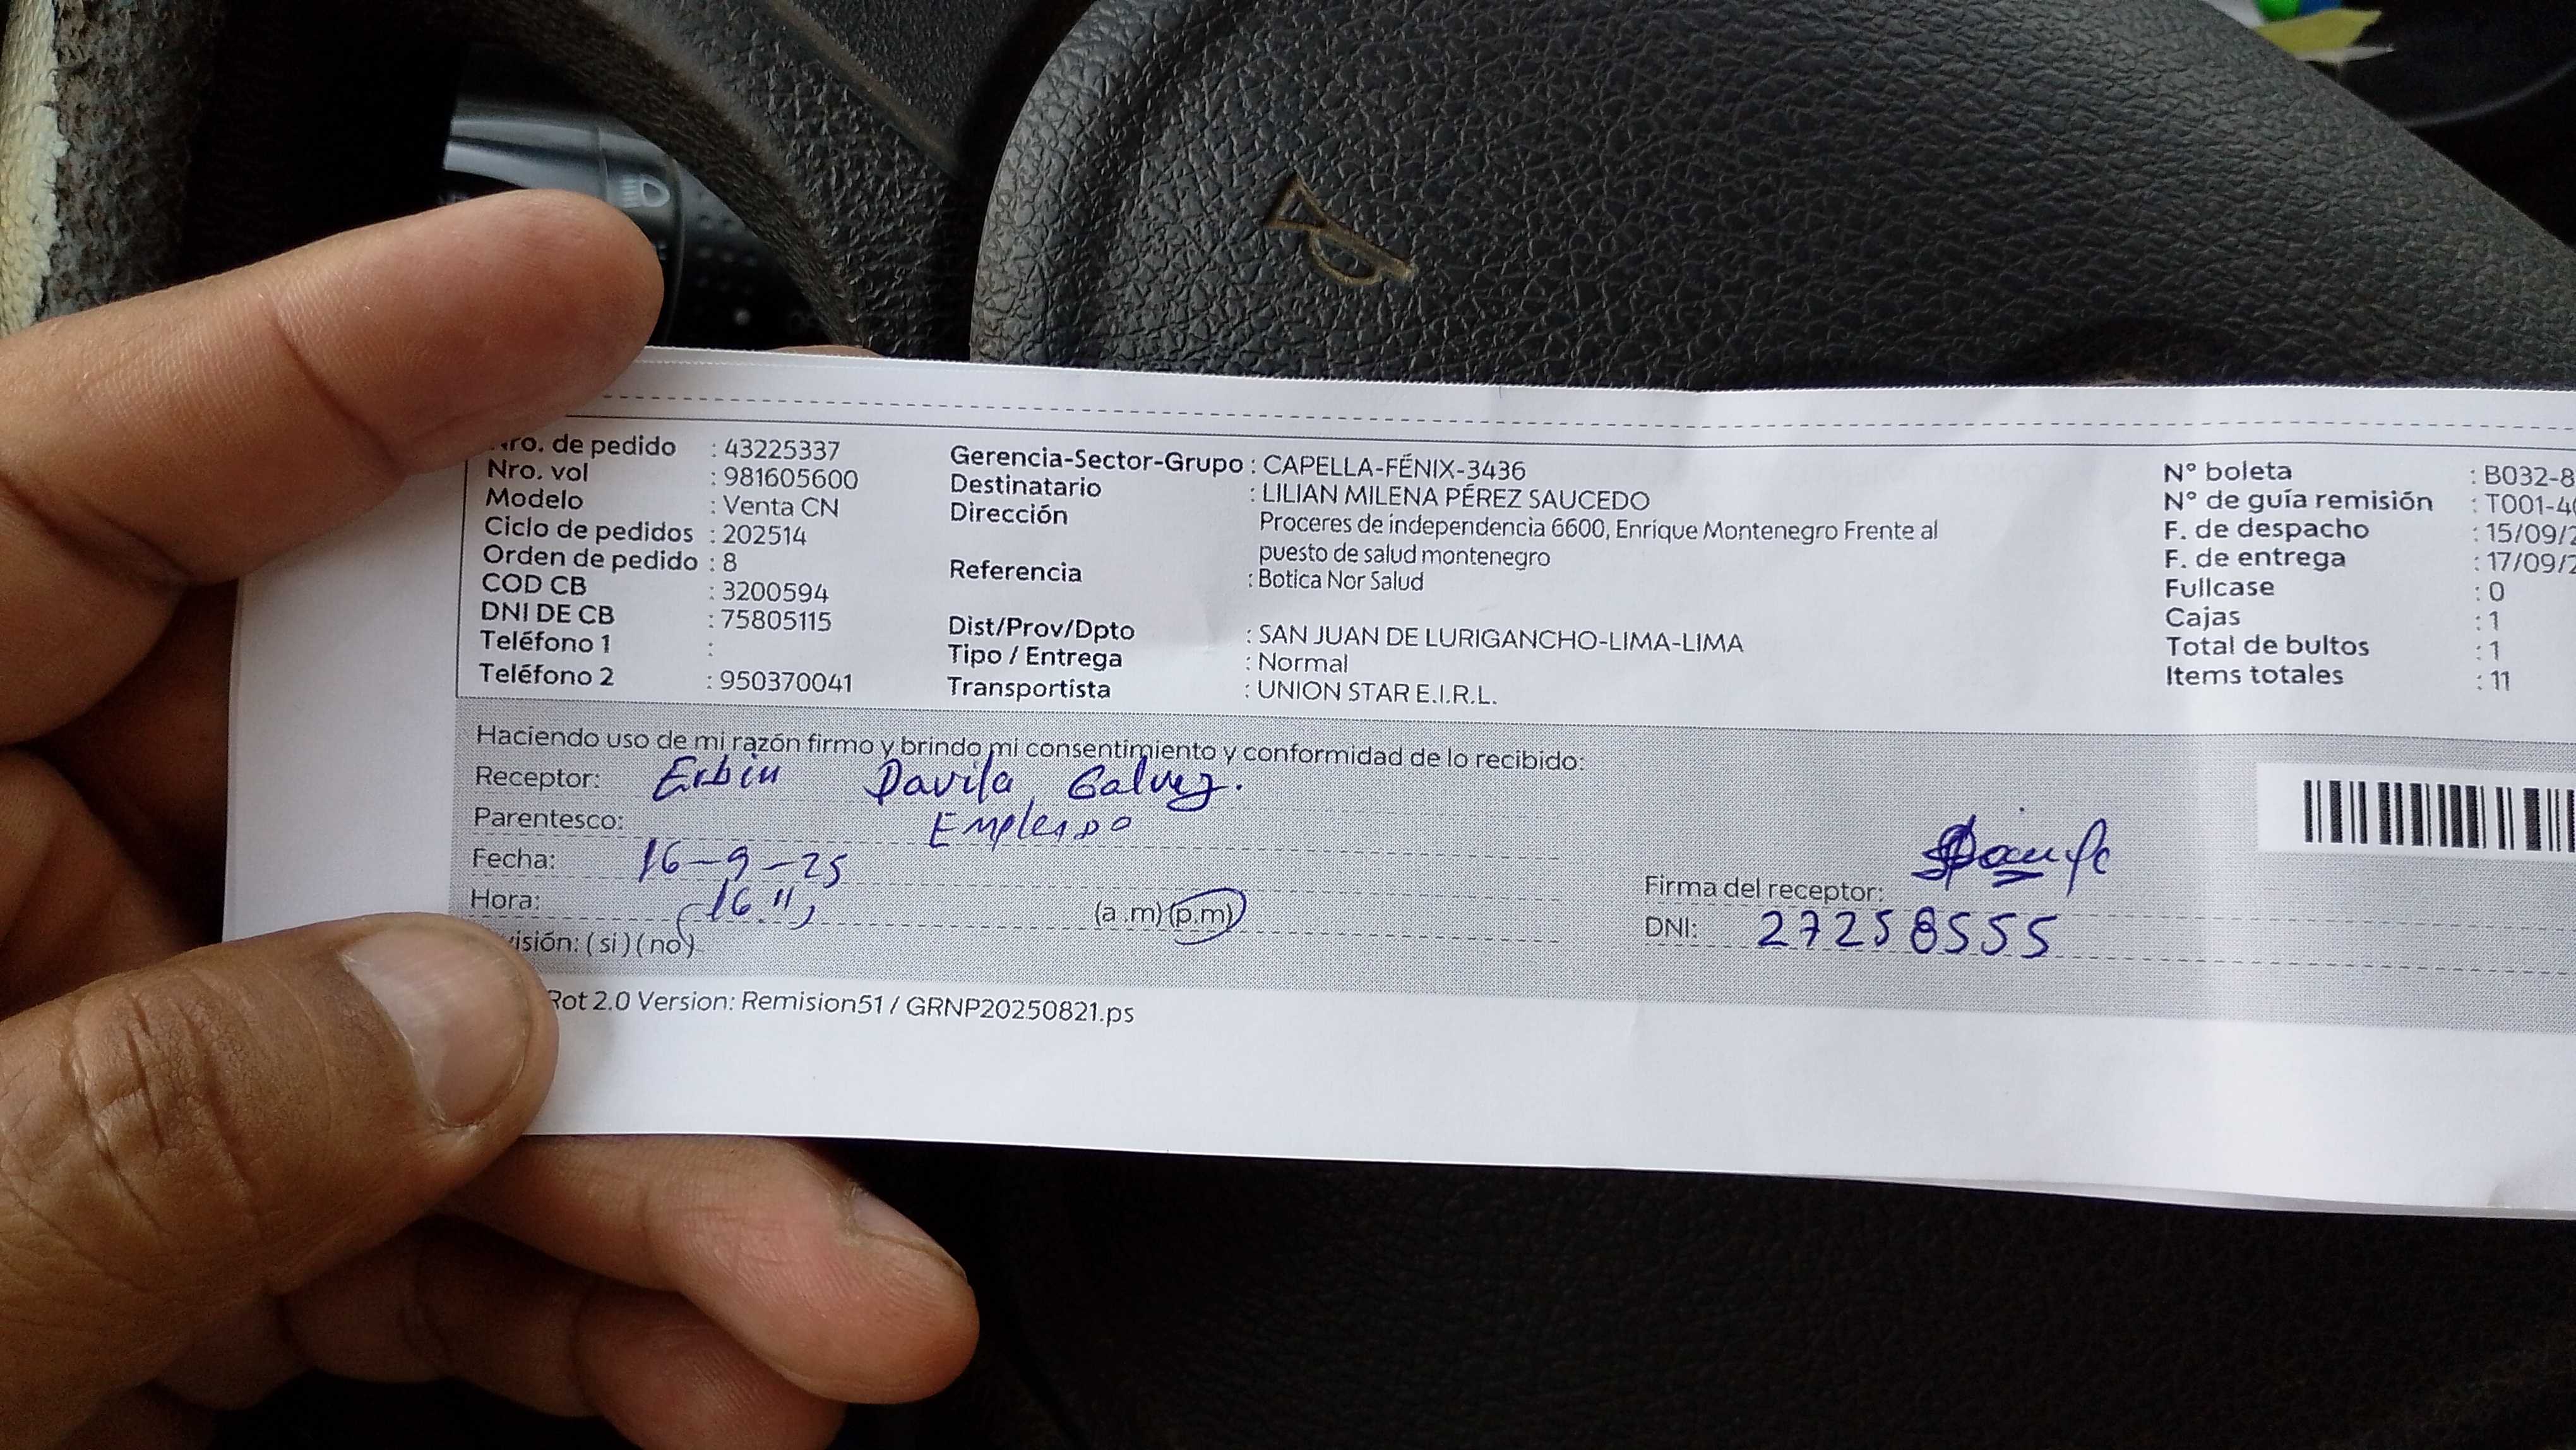 Nro. de pedido : 43225337
Nro. vol : 981605600
Modelo : Venta CN
Ciclo de pedidos : 202514
Orden de pedido : 8
COD CB : 3200594
DNI DE CB : 75805115
Teléfono 1 :
Teléfono 2 : 950370041
Gerencia-Sector-Grupo : CAPELLA-FÉNIX-3436
Destinatario : LILIAN MILENA PÉREZ SAUCEDO
Dirección Proceres de independencia 6600, Enrique Montenegro Frente al
puesto de salud montenegro
Referencia : Botica Nor Salud
Dist/Prov/Dpto : SAN JUAN DE LURIGANCHO-LIMA-LIMA
Tipo / Entrega : Normal
Transportista : UNION STAR E.I.R.L.
N° boleta : B032-8
N° de guía remisión : T001-4
F. de despacho : 15/09/2
F. de entrega : 17/09/2
Fullcase : 0
Cajas : 1
Total de bultos : 1
Items totales : 11
Haciendo uso de mi razón firmo y brindo mi consentimiento y conformidad de lo recibido:
Receptor: Erbin Davila Galvez.
Parentesco: Empleado
Fecha: 16-9-25
Hora: 16 (a.m) (p.m)
isión: (si) (no)
Firma del receptor:
DNI: 27258555
Rot 2.0 Version: Remision51 / GRNP20250821.ps